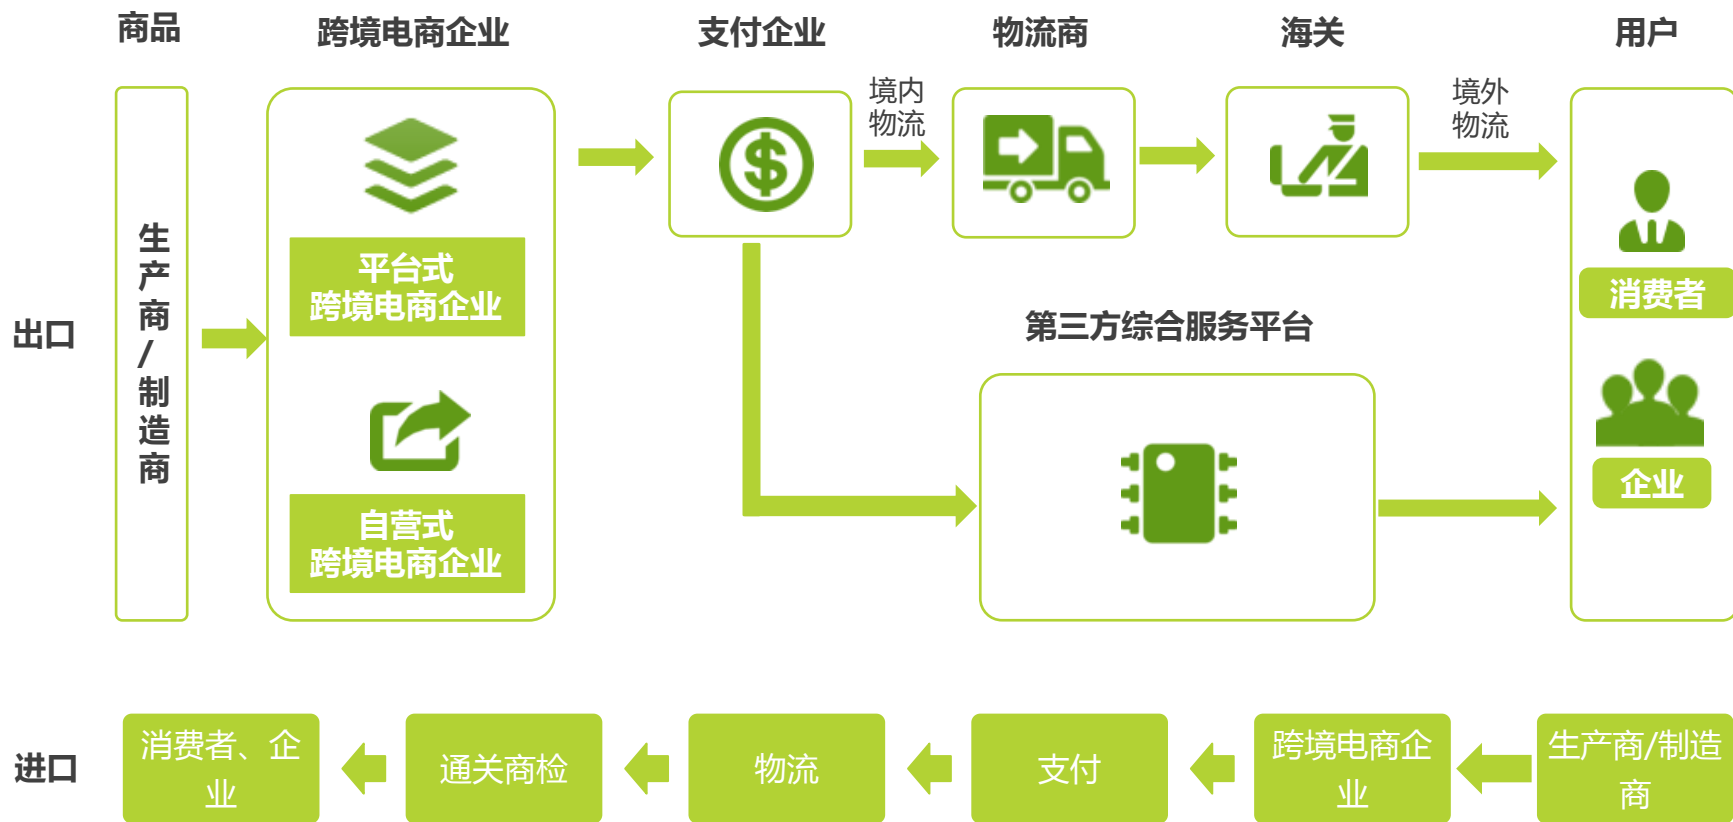 商品
跨境电商企业
支付企业
物流商
海关
用户
境内
物流
境外
物流
出口
生产商/制造商
平台式
跨境电商企业
自营式
跨境电商企业
第三方综合服务平台
消费者
企业
进口
消费者、企
业
通关商检
物流
支付
跨境电商企
业
生产商/制造
商